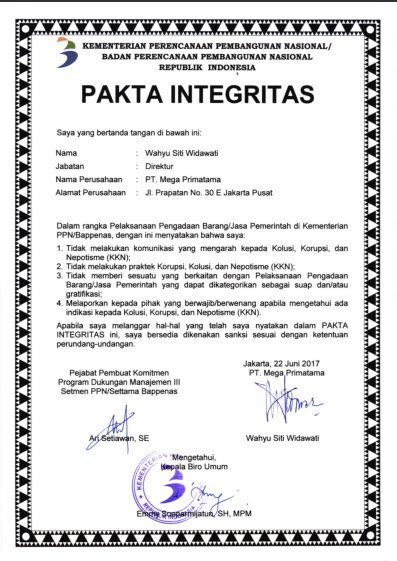 KEMENTERIAN PERENCANAAN PEMBANGUNAN NASIONAL/
BADAN PERENCANAAN PEMBANGUNAN NASIONAL
REPUBLIK INDONESIA
PAKTA INTEGRITAS
Saya yang bertanda tangan di bawah ini:
Nama : Wahyu Siti Widawati
Jabatan : Direktur
Nama Perusahaan : PT. Mega Primatama
Alamat Perusahaan : Jl. Prapatan No. 30 E Jakarta Pusat
Dalam rangka Pelaksanaan Pengadaan Barang/Jasa Pemerintah di Kementerian
PPN/Bappenas, dengan ini menyatakan bahwa saya:
1. Tidak melakukan komunikasi yang mengarah kepada Kolusi, Korupsi, dan
Nepotisme (KKN);
2. Tidak melakukan praktek Korupsi, Kolusi, dan Nepotisme (KKN);
3. Tidak memberi sesuatu yang berkaitan dengan Pelaksanaan Pengadaan
Barang/Jasa Pemerintah yang dapat dikategorikan sebagai suap dan/atau
gratifikasi;
4. Melaporkan kepada pihak yang berwajib/berwenang apabila mengetahui ada
indikasi kepada Kolusi, Korupsi, dan Nepotisme (KKN).
Apabila saya melanggar hal-hal yang telah saya nyatakan dalam PAKTA
INTEGRITAS ini, saya bersedia dikenakan sanksi sesuai dengan ketentuan
perundang-undangan.
Jakarta, 22 Juni 2017
PT. Mega Primatama
Pejabat Pembuat Komitmen
Program Dukungan Manajemen III
Setmen PPN/Settama Bappenas
Ari Setiawan, SE
Wahyu Siti Widawati
Mengetahui,
Kepala Biro Umum
KEMENTERIAN
Emmy Soeparmijatun, SH, MPM